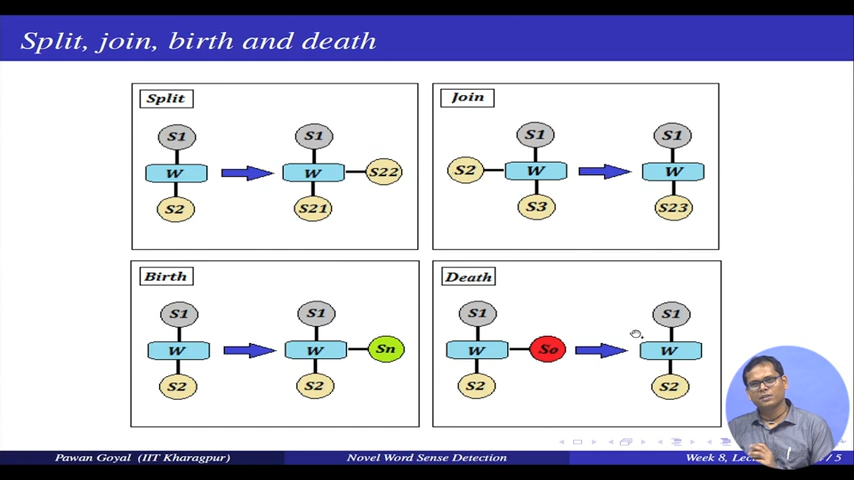 Split, join, birth and death
Split
S1
W
S2
S1
W
S22
S21
Join
S1
S2
W
S3
S1
W
S23
Birth
S1
W
S2
S1
W
Sn
S2
Death
S1
W
So
S2
S1
W
S2
Pawan Goyal (IIT Kharagpur)
Novel Word Sense Detection
Week 8, Lec
/ 5